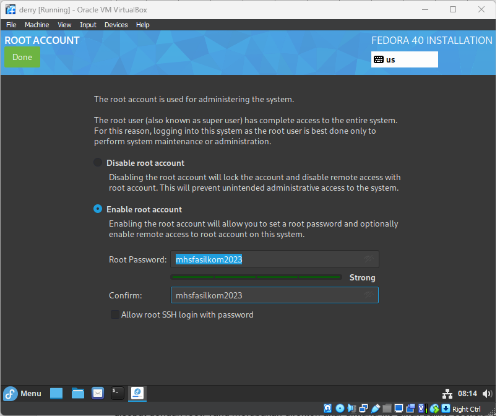 derry [Running] - Oracle VM VirtualBox
File Machine View Input Devices Help
ROOT ACCOUNT
FEDORA 40 INSTALLATION
Done
us
The root account is used for administering the system.
The root user (also known as super user) has complete access to the entire system.
For this reason, logging into this system as the root user is best done only to
perform system maintenance or administration.
Disable root account
Disabling the root account will lock the account and disable remote access with
root account. This will prevent unintended administrative access to the system.
Enable root account
Enabling the root account will allow you to set a root password and optionally
enable remote access to root account on this system.
Root Password: mhsfasilkom2023
Strong
Confirm: mhsfasilkom2023
Allow root SSH login with password
Menu
08:14
Right Ctrl